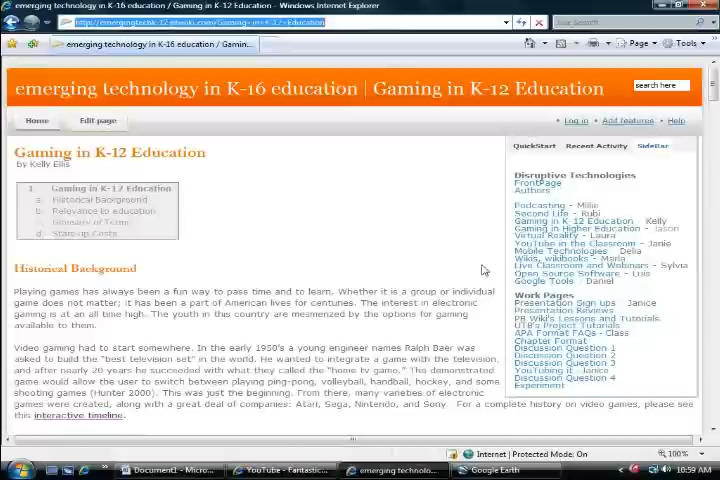 emerging technology in K-16 education / Gaming in K-12 Education - Windows Internet Explorer
http://emergingtechk-12.pbwiki.com/Gaming-in-K-12-Education
Live Search
emerging technology in K-16 education / Gamin...
Page
Tools
emerging technology in K-16 education | Gaming in K-12 Education
search here
Home
Edit page
Log in
Add features
Help
Gaming in K-12 Education
by Kelly Ellis
1. Gaming in K-12 Education
a. Historical Background
b. Relevance to education
c. Glossary of Terms
d. Start-up Costs
Historical Background
Playing games has always been a fun way to pass time and to learn. Whether it is a group or individual
game does not matter; it has been a part of American lives for centuries. The interest in electronic
gaming is at an all time high. The youth in this country are mesmerized by the options for gaming
available to them.
Video gaming had to start somewhere. In the early 1950's a young engineer names Ralph Baer was
asked to build the "best television set" in the world. He wanted to integrate a game with the television,
and after nearly 20 years he succeeded with what they called the "home tv game." The demonstrated
game would allow the user to switch between playing ping-pong, volleyball, handball, hockey, and some
shooting games (Hunter 2000). This was just the beginning. From there, many varieties of electronic
games were created, along with a great deal of companies: Atari, Sega, Nintendo, and Sony. For a complete history on video games, please see
this interactive timeline.
QuickStart
Recent Activity
SideBar
Disruptive Technologies
FrontPage
Authors
Podcasting - Millie
Second Life - Rubi
Gaming in K-12 Education - Kelly
Gaming in Higher Education - Jason
Virtual Reality - Laura
YouTube in the Classroom - Janie
Mobile Technologies - Delia
Wikis, wikibooks - Maria
Live Classroom and Webinars - Sylvia
Open Source Software - Luis
Google Tools - Daniel
Work Pages
Presentation Sign ups - Janice
Presentation Reviews
PB Wiki's Lessons and Tutorials
UTB's Project Tutorials
APA Format FAQs - Class
Chapter Format
Discussion Question 1
Discussion Question 2
Discussion Question 3
YouTubing it - Janice
Discussion Question 4
Experiment
Internet | Protected Mode: On
100%
Document1 - Micro...
YouTube - Fantastic...
emerging technolo...
Google Earth
10:59 AM